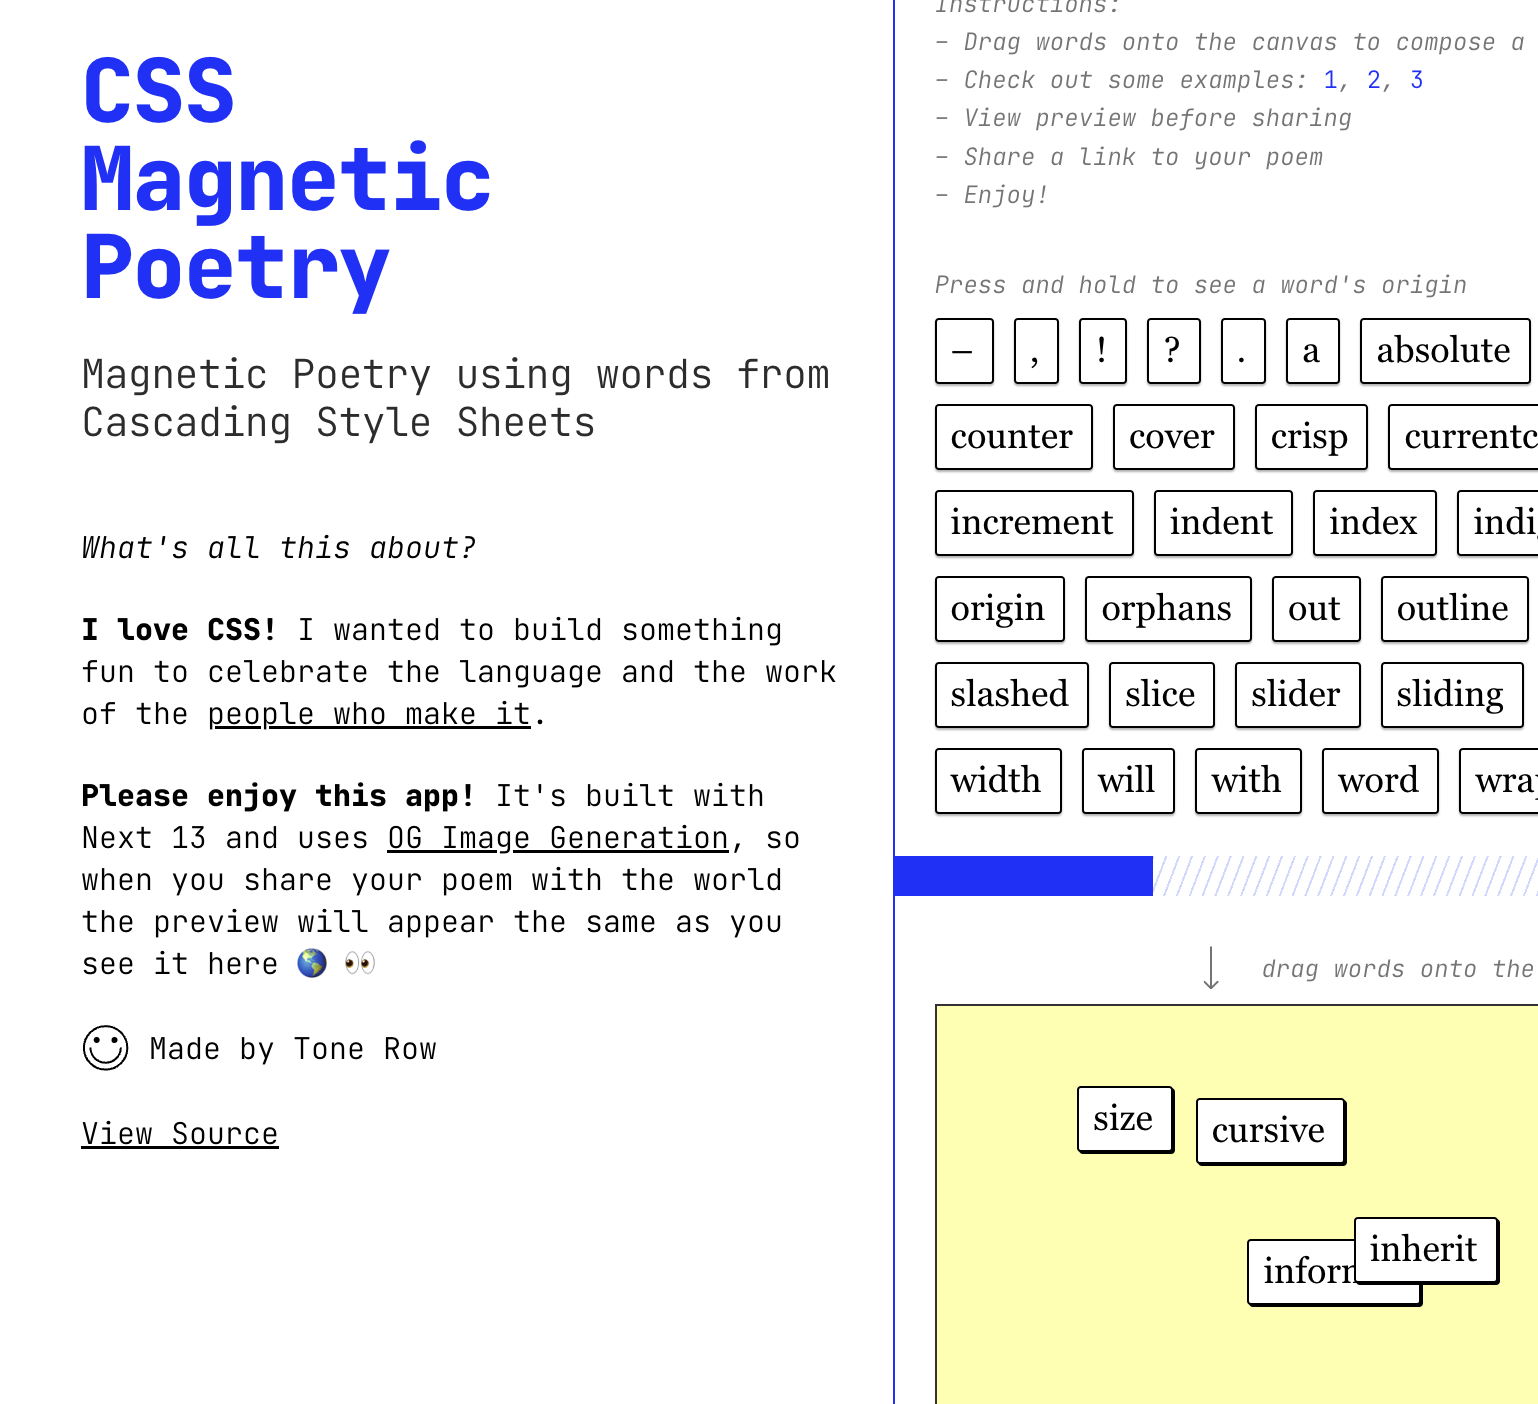 CSS
Magnetic
Poetry
Magnetic Poetry using words from
Cascading Style Sheets
What's all this about?
I love CSS! I wanted to build something
fun to celebrate the language and the work
of the people who make it.
Please enjoy this app! It's built with
Next 13 and uses OG Image Generation, so
when you share your poem with the world
the preview will appear the same as you
see it here 🌎 👀
Made by Tone Row
View Source
Instructions:
– Drag words onto the canvas to compose a
– Check out some examples: 1, 2, 3
– View preview before sharing
– Share a link to your poem
– Enjoy!
Press and hold to see a word's origin
– , ! ? . a absolute
counter cover crisp
increment indent index
origin orphans out outline
slashed slice slider sliding
width will with word
drag words onto the
size cursive
inherit